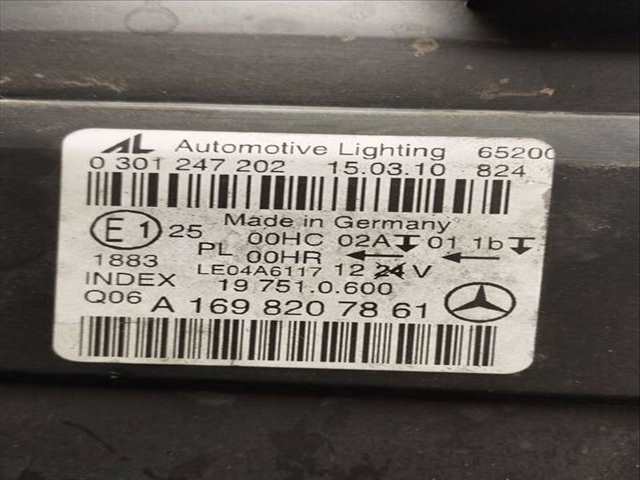 AL Automotive Lighting 65200
0 301 247 202 15.03.10 824
Made in Germany
E1 25 00HC 02A 01 1b
PL 00HR
1883 LE04A6117 12 24 V
INDEX 19 751.0.600
Q06 A 169 820 78 61